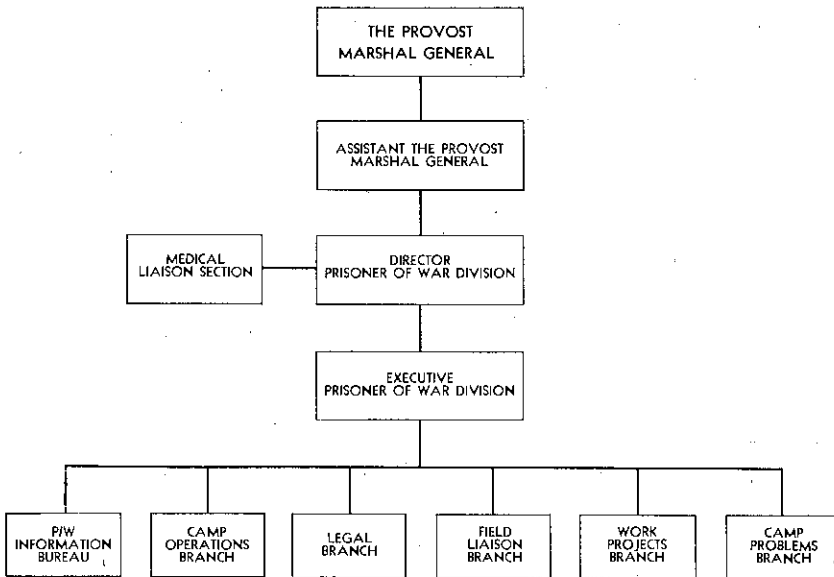 THE PROVOST
MARSHAL GENERAL
ASSISTANT THE PROVOST
MARSHAL GENERAL
MEDICAL
LIAISON SECTION
DIRECTOR
PRISONER OF WAR DIVISION
EXECUTIVE
PRISONER OF WAR DIVISION
P/W
INFORMATION
BUREAU
CAMP
OPERATIONS
BRANCH
LEGAL
BRANCH
FIELD
LIAISON
BRANCH
WORK
PROJECTS
BRANCH
CAMP
PROBLEMS
BRANCH